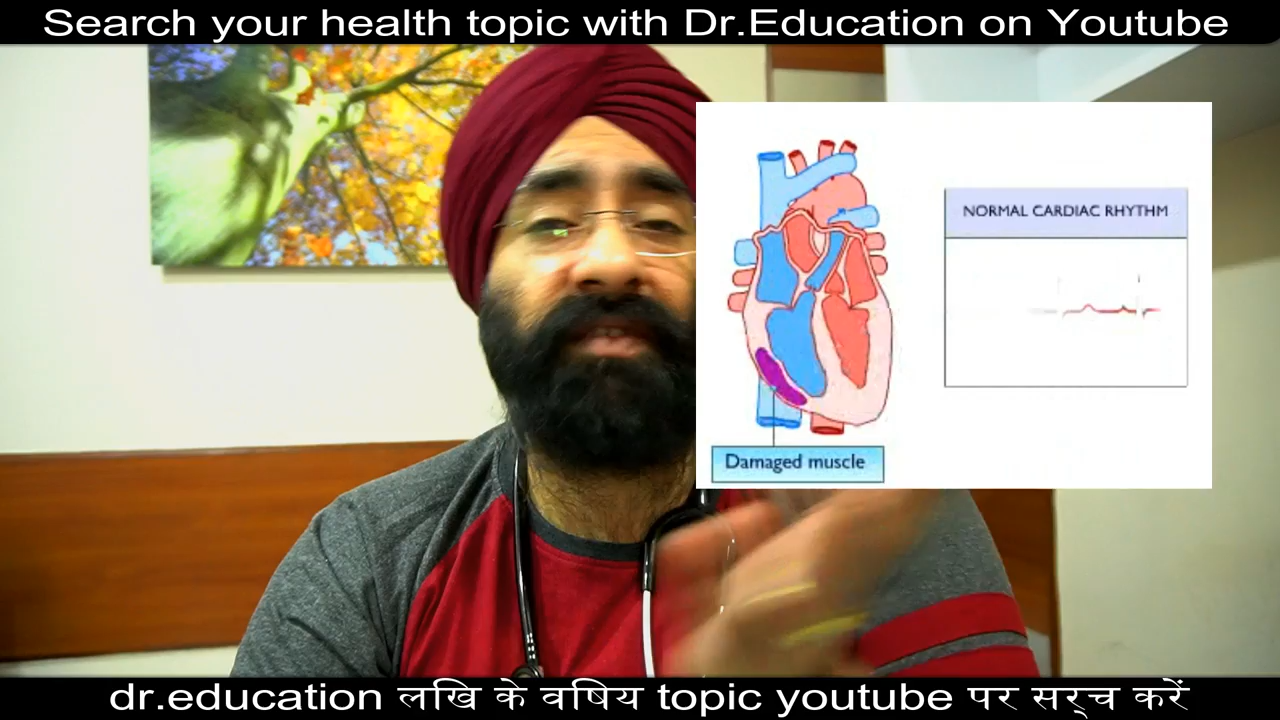 Search your health topic with Dr.Education on Youtube
NORMAL CARDIAC RHYTHM
Damaged muscle
dr.education लखि के वषिय topic youtube पर सर्च करें